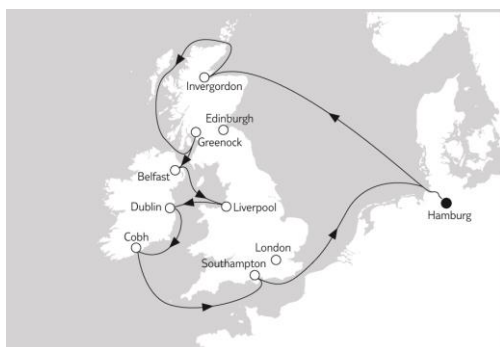 Invergordon
Edinburgh
Greenock
Belfast
Dublin
Liverpool
Hamburg
Cobh
London
Southampton